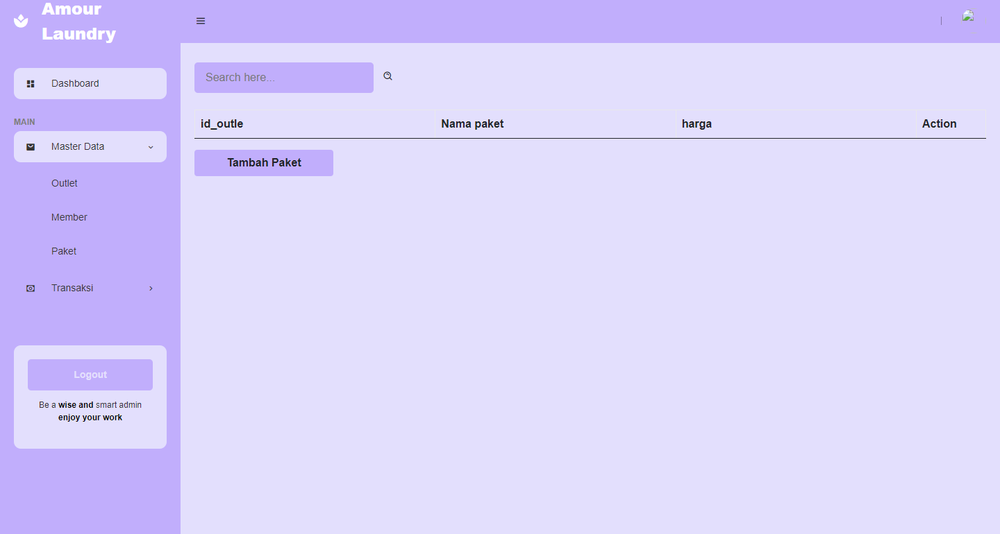 Amour
Laundry
Dashboard
MAIN
Master Data
Outlet
Member
Paket
Transaksi
Logout
Be a wise and smart admin
enjoy your work
Search here...
id_outle Nama paket harga Action
Tambah Paket